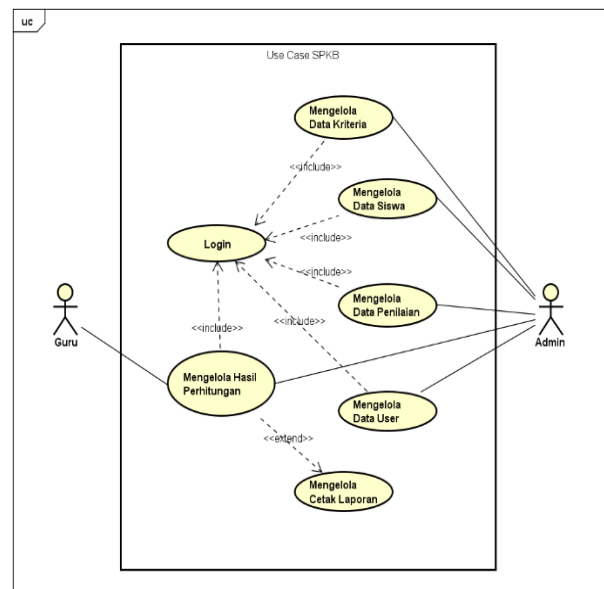 uc
Use Case SPKB
Mengelola
Data Kriteria
<<include>>
Mengelola
Data Siswa
<<include>>
Login
<<include>>
Mengelola
Data Penilaian
<<include>>
Guru
Admin
Mengelola Hasil
Perhitungan
Mengelola
Data User
<<extend>>
Mengelola
Cetak Laporan